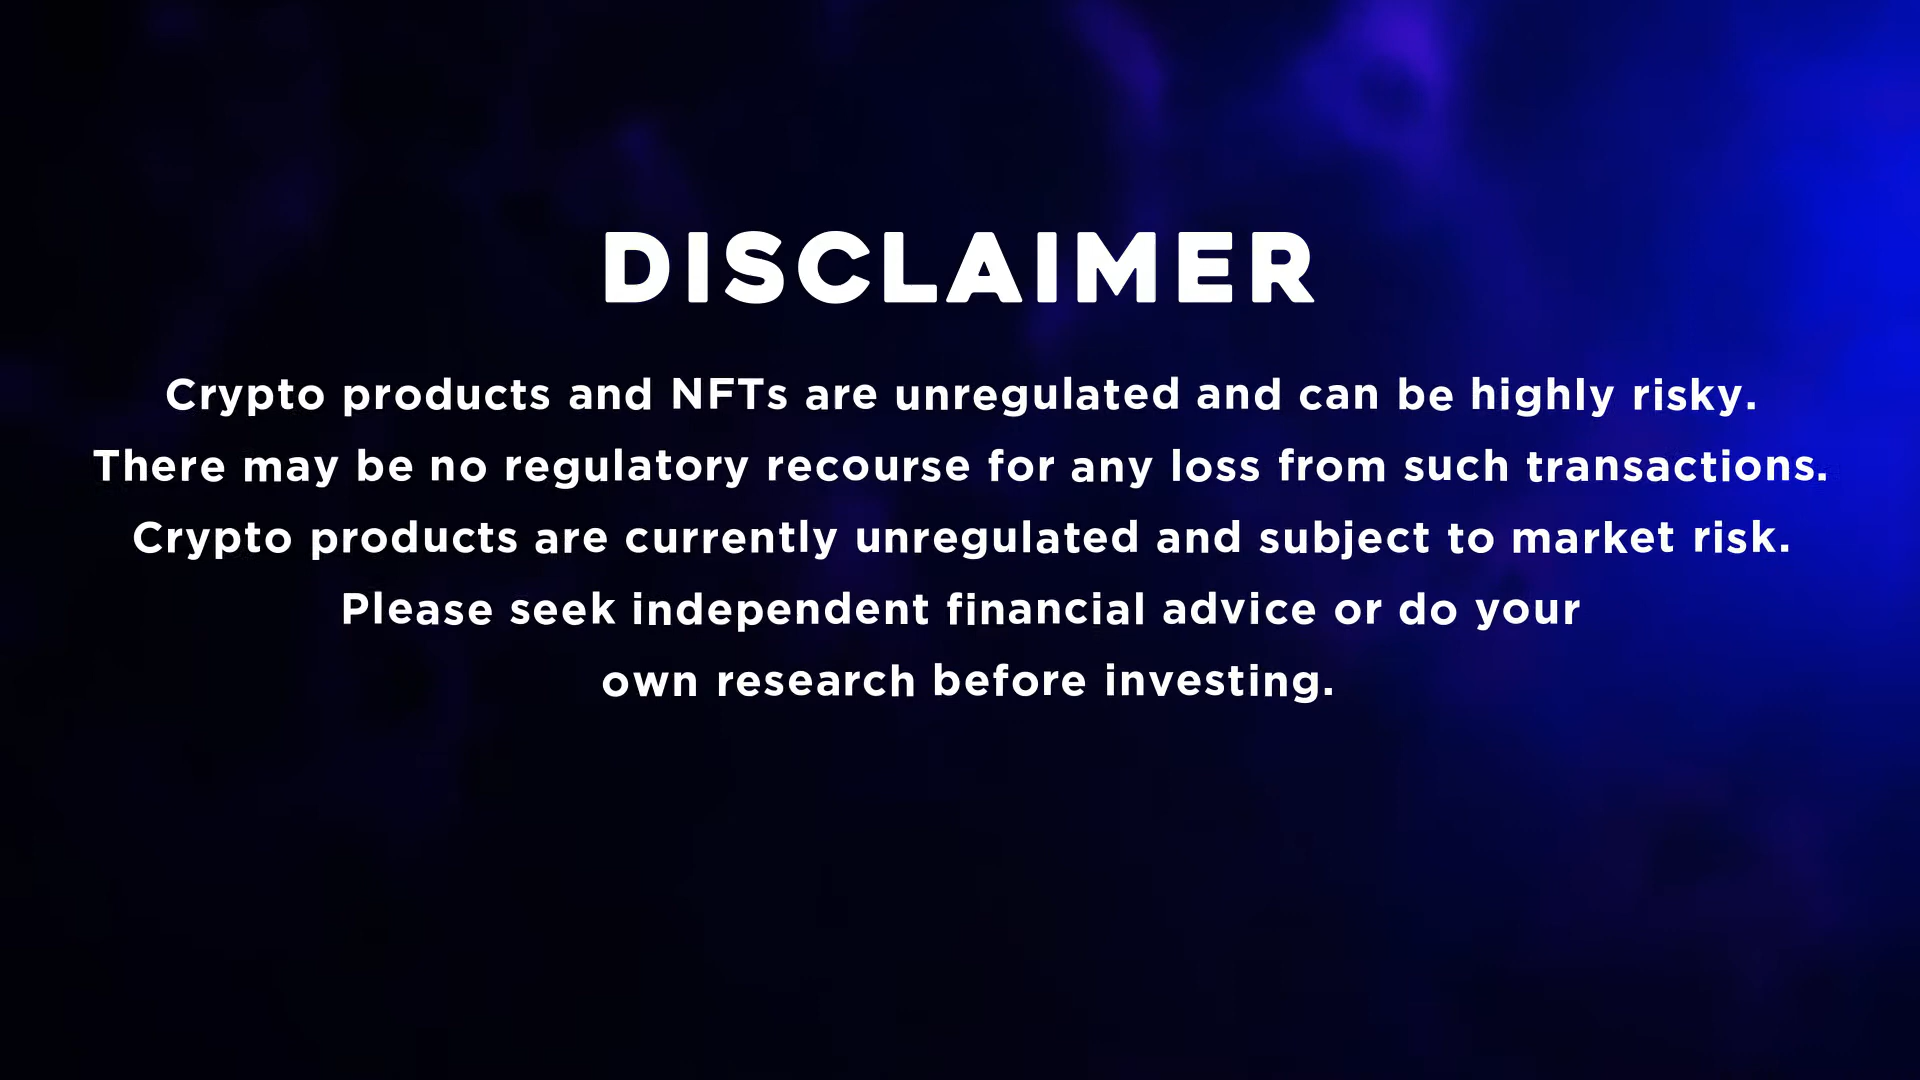 DISCLAIMER
Crypto products and NFTs are unregulated and can be highly risky.
There may be no regulatory recourse for any loss from such transactions.
Crypto products are currently unregulated and subject to market risk.
Please seek independent financial advice or do your
own research before investing.